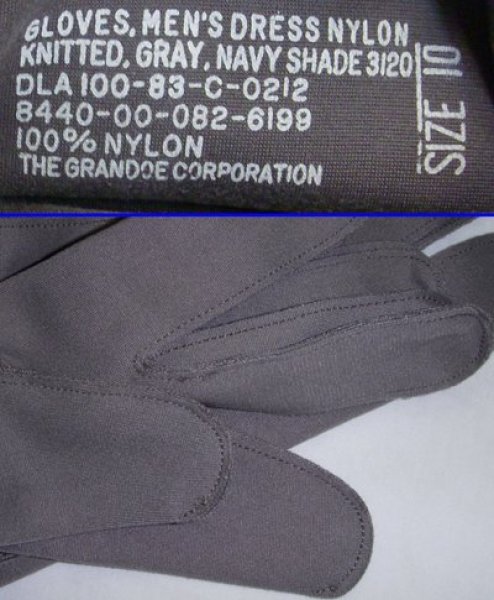 GLOVES, MEN'S DRESS NYLON
KNITTED, GRAY, NAVY SHADE 3120
DLA 100-83-C-0212
8440-00-082-6199
100% NYLON
THE GRANDOE CORPORATION
SIZE 10